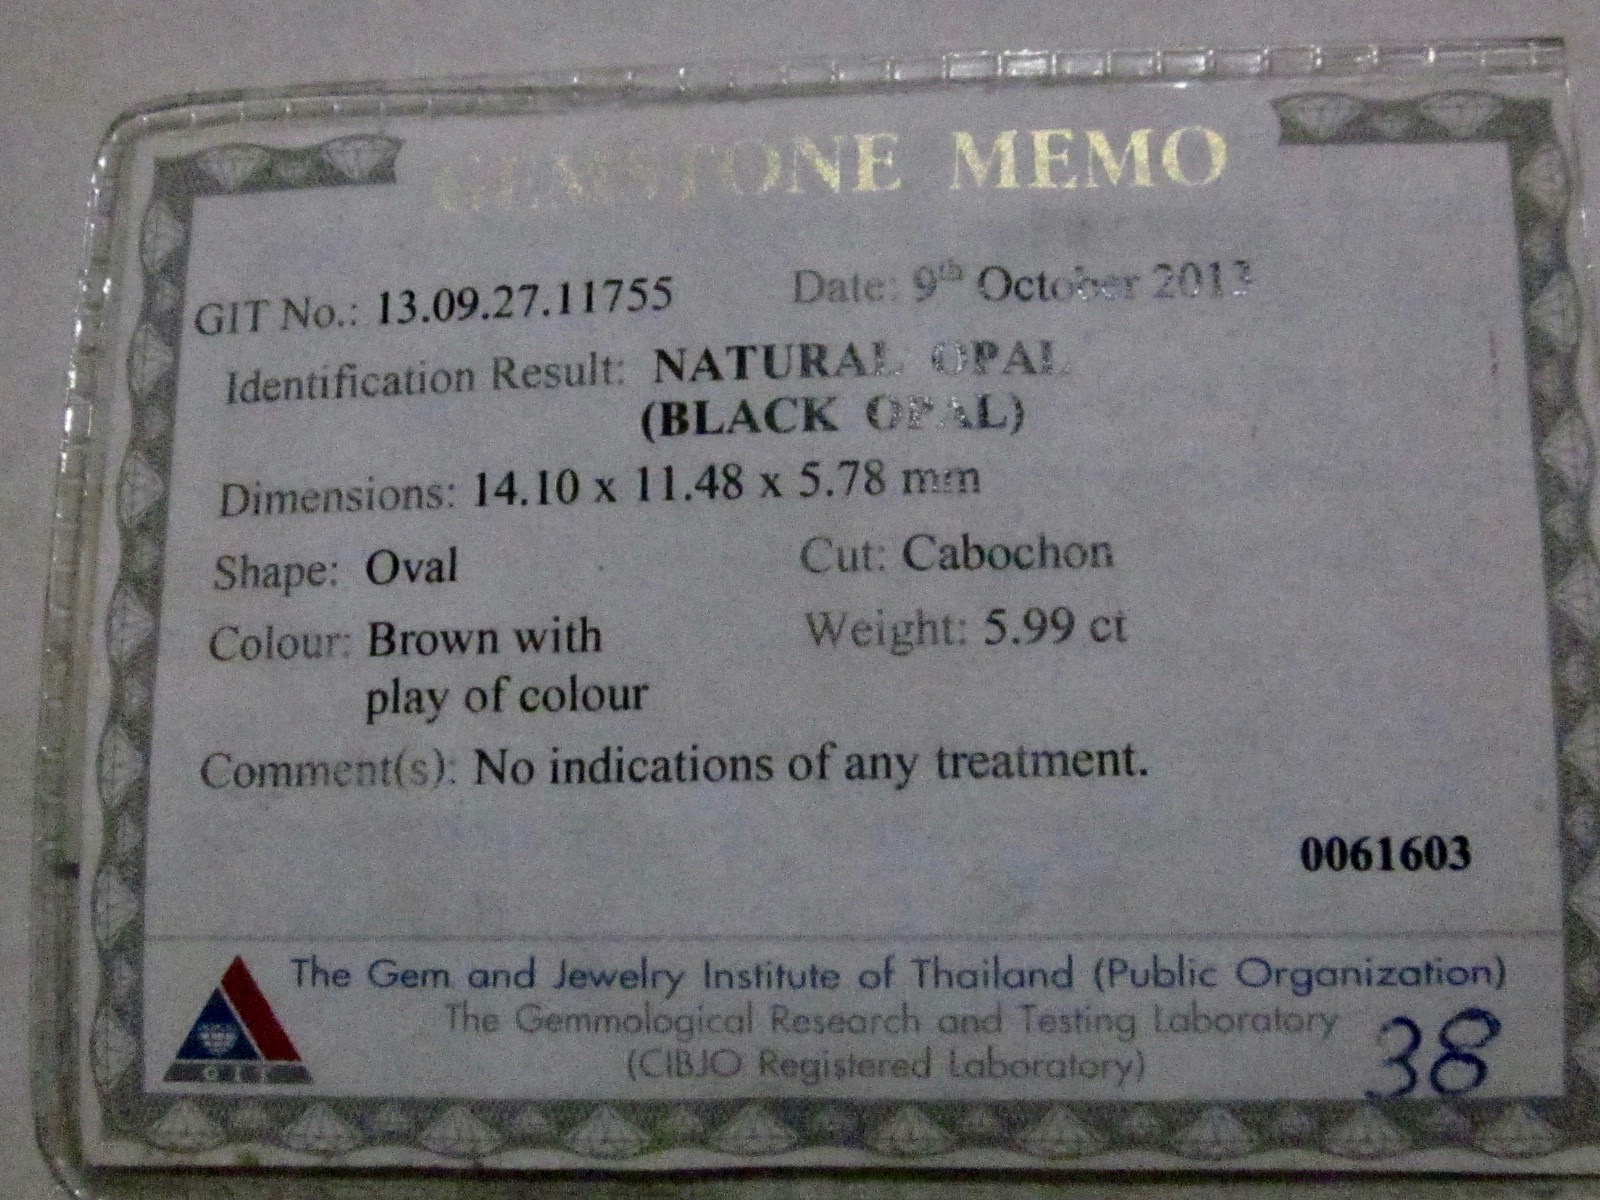 GEMSTONE MEMO
GIT No.: 13.09.27.11755 Date: 9th October 2013
Identification Result: NATURAL OPAL
(BLACK OPAL)
Dimensions: 14.10 x 11.48 x 5.78 mm
Shape: Oval Cut: Cabochon
Colour: Brown with Weight: 5.99 ct
play of colour
Comment(s): No indications of any treatment.
0061603
The Gem and Jewelry Institute of Thailand (Public Organization)
The Gemmological Research and Testing Laboratory
(CIBJO Registered Laboratory)
GIT
38